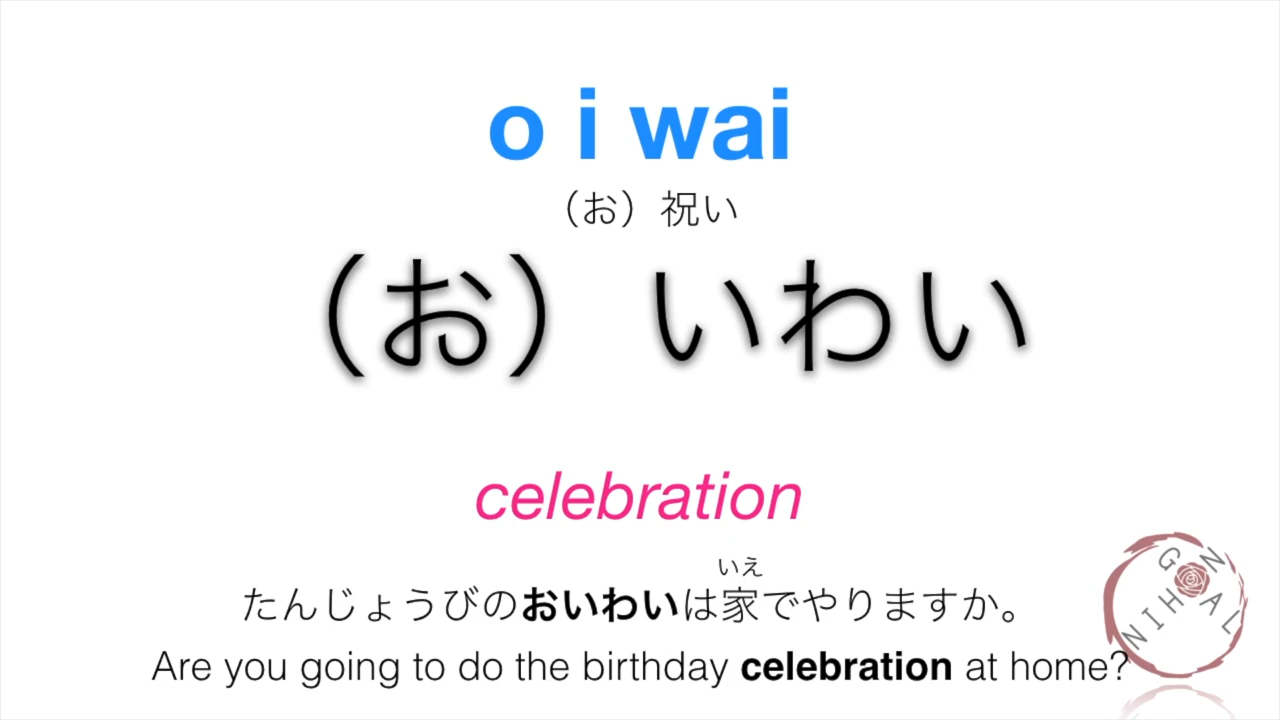 o i wai
（お）祝い
（お）いわい
celebration
いえ
たんじょうびのおいわいは家でやりますか。
Are you going to do the birthday celebration at home?
NIHON GAL